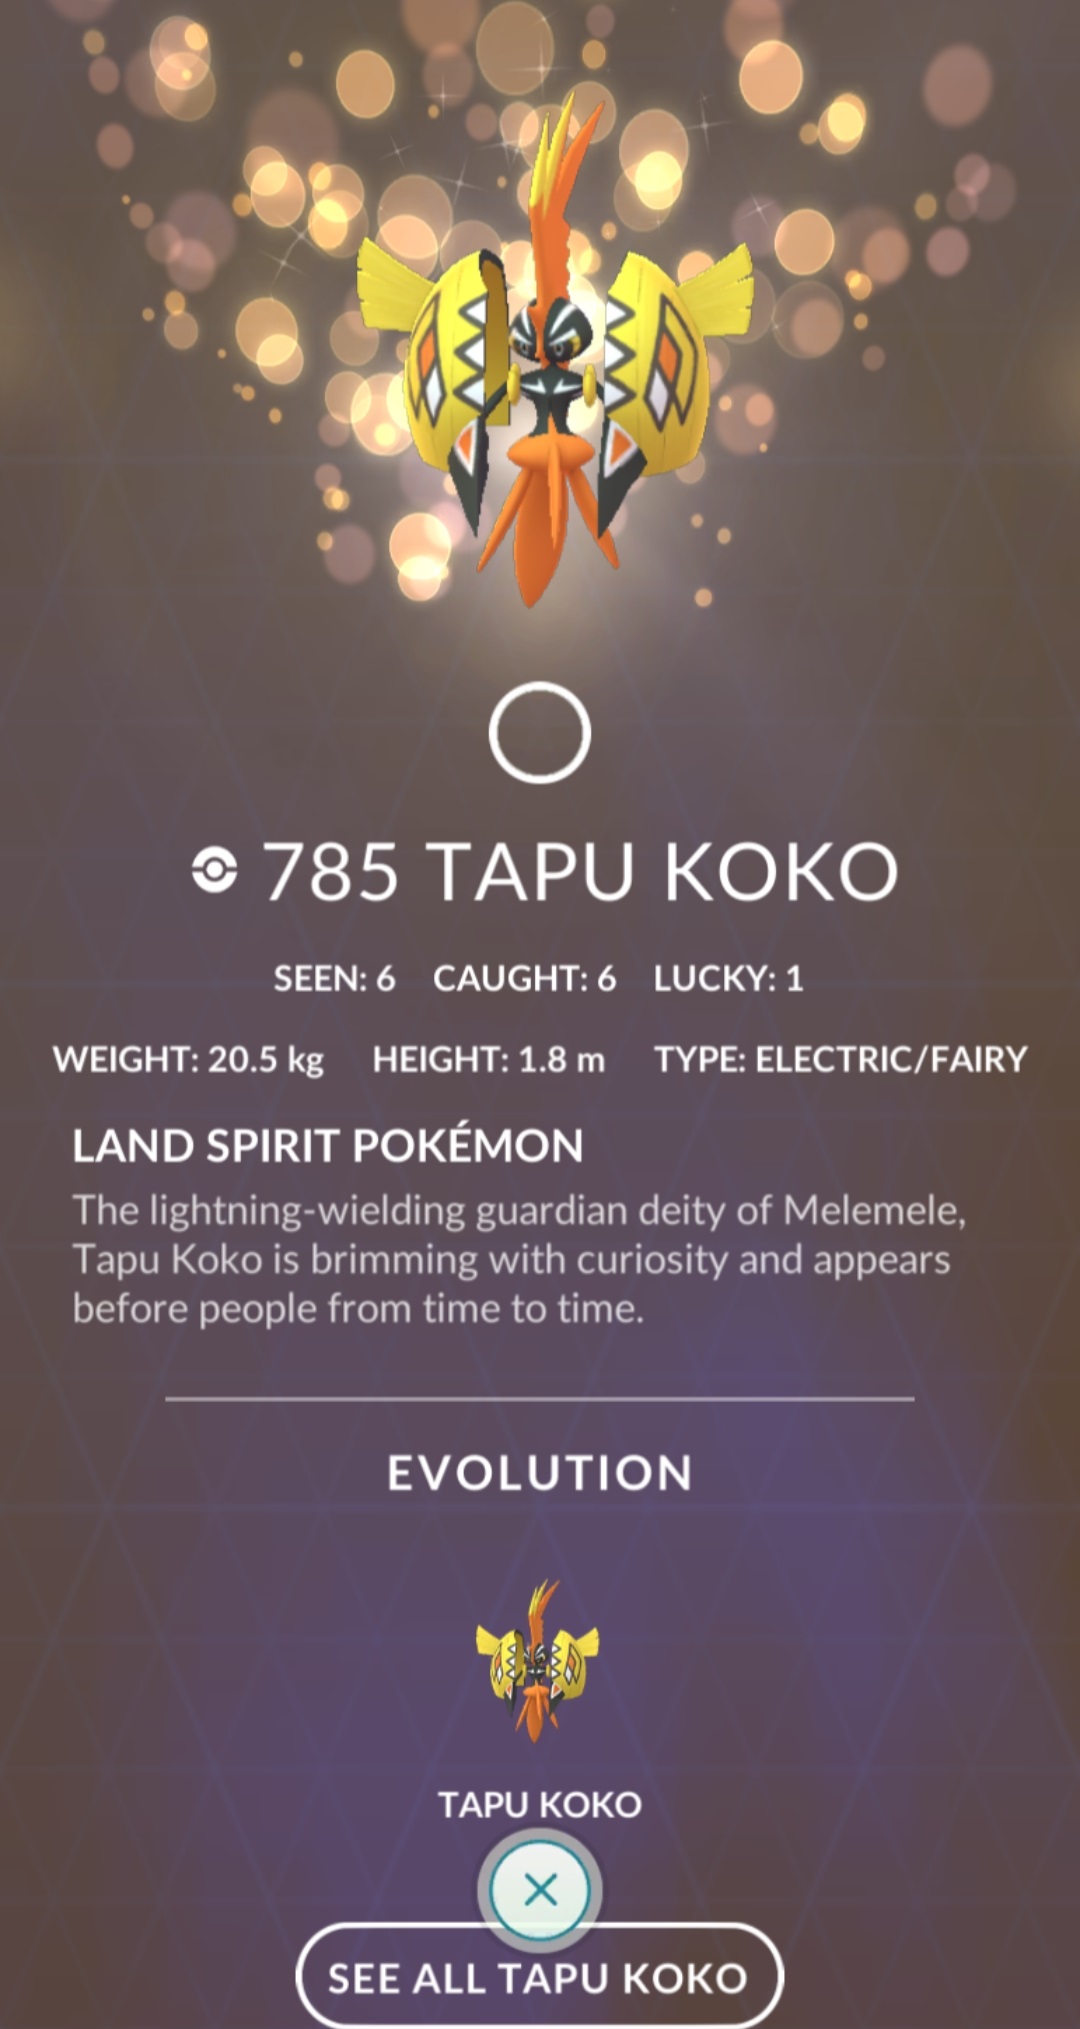 785 TAPU KOKO
SEEN: 6 CAUGHT: 6 LUCKY: 1
WEIGHT: 20.5 kg HEIGHT: 1.8 m TYPE: ELECTRIC/FAIRY
LAND SPIRIT POKÉMON
The lightning-wielding guardian deity of Melemele,
Tapu Koko is brimming with curiosity and appears
before people from time to time.
EVOLUTION
TAPU KOKO
SEE ALL TAPU KOKO